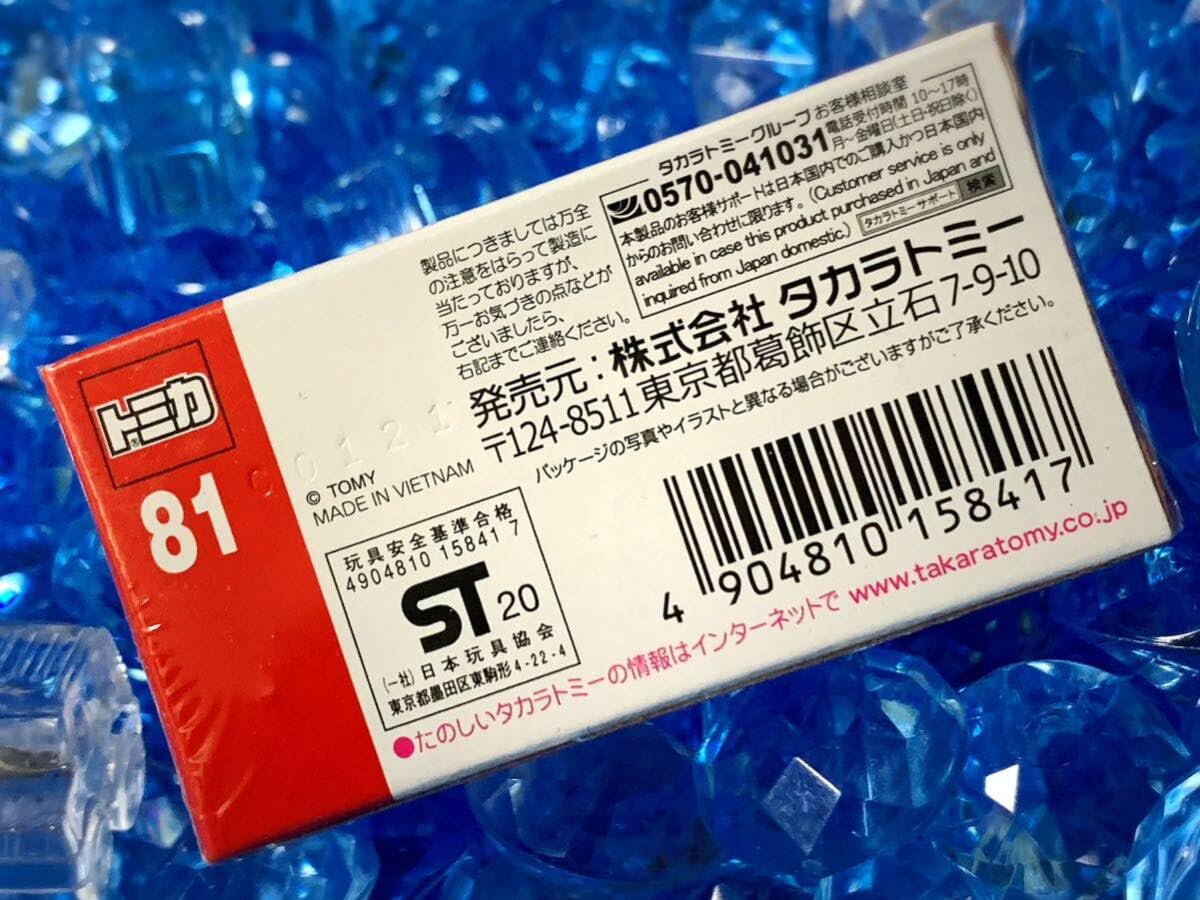 トミカ®
81
製品につきましては万全
の注意をはらって製造に
当たっておりますが、
万一お気づきの点などが
ございましたら、
右記までご連絡ください。
タカラトミーグループ お客様相談室
0570-041031
電話受付時間 10～17時
月～金曜日(土日・祝日除く)
本製品のお客様サポートは日本国内でのご購入かつ日本国内
からのお問い合わせに限ります。(Customer service is only
available in case this product purchased in Japan and
inquired from Japan domestic.)
タカラトミーサポート 検索
発売元：株式会社 タカラトミー
〒124-8511東京都葛飾区立石7-9-10
パッケージの写真やイラストと異なる場合がございますがご了承ください。
© TOMY
MADE IN VIETNAM
玩具安全基準合格
4904810 15841 7
ST 20
(一社) 日本玩具協会
東京都墨田区東駒形4-22-4
4 904810 158417
●たのしいタカラトミーの情報はインターネットで www.takaratomy.co.jp